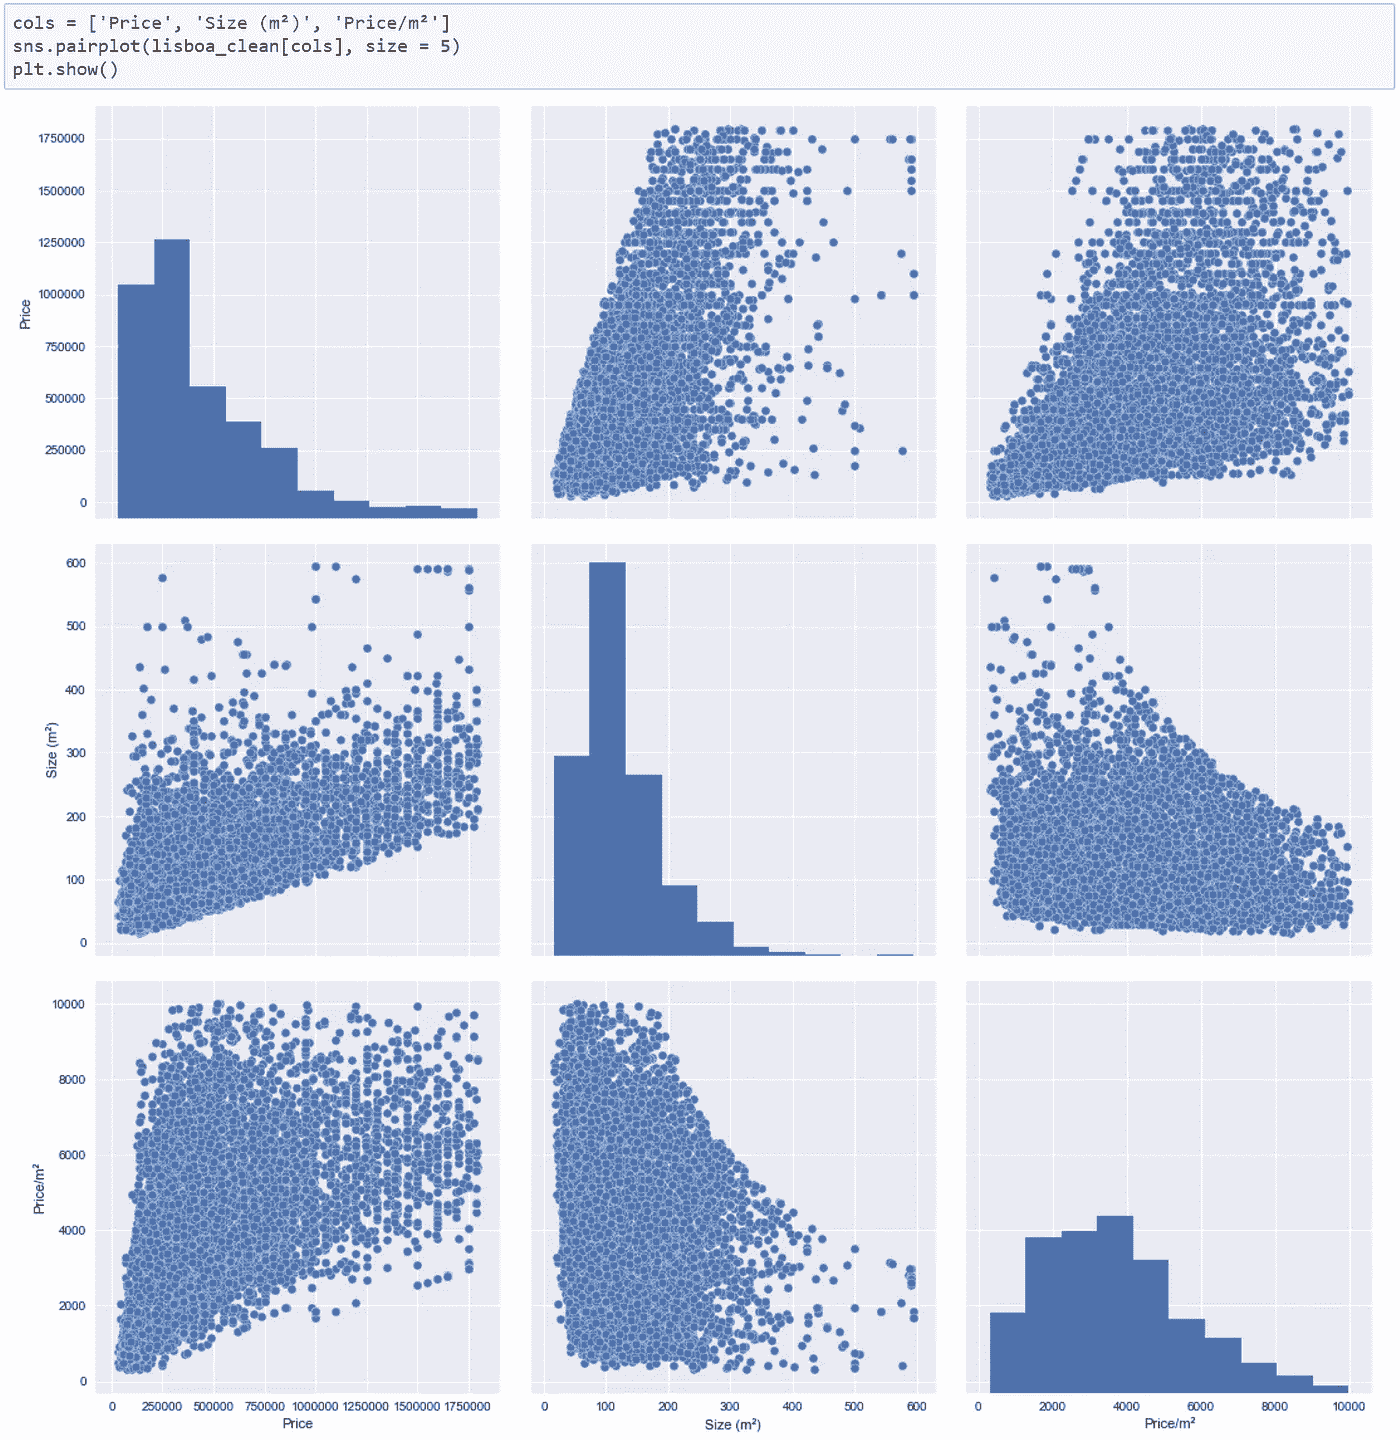 cols = ['Price', 'Size (m²)', 'Price/m²']
sns.pairplot(lisboa_clean[cols], size = 5)
plt.show()
1750000
1500000
1250000
1000000
750000
500000
250000
0
Price
600
500
400
300
200
100
0
Size (m²)
10000
8000
6000
4000
2000
0
Price/m²
0 250000 500000 750000 1000000 1250000 1500000 1750000
Price
0 100 200 300 400 500 600
Size (m²)
0 2000 4000 6000 8000 10000
Price/m²